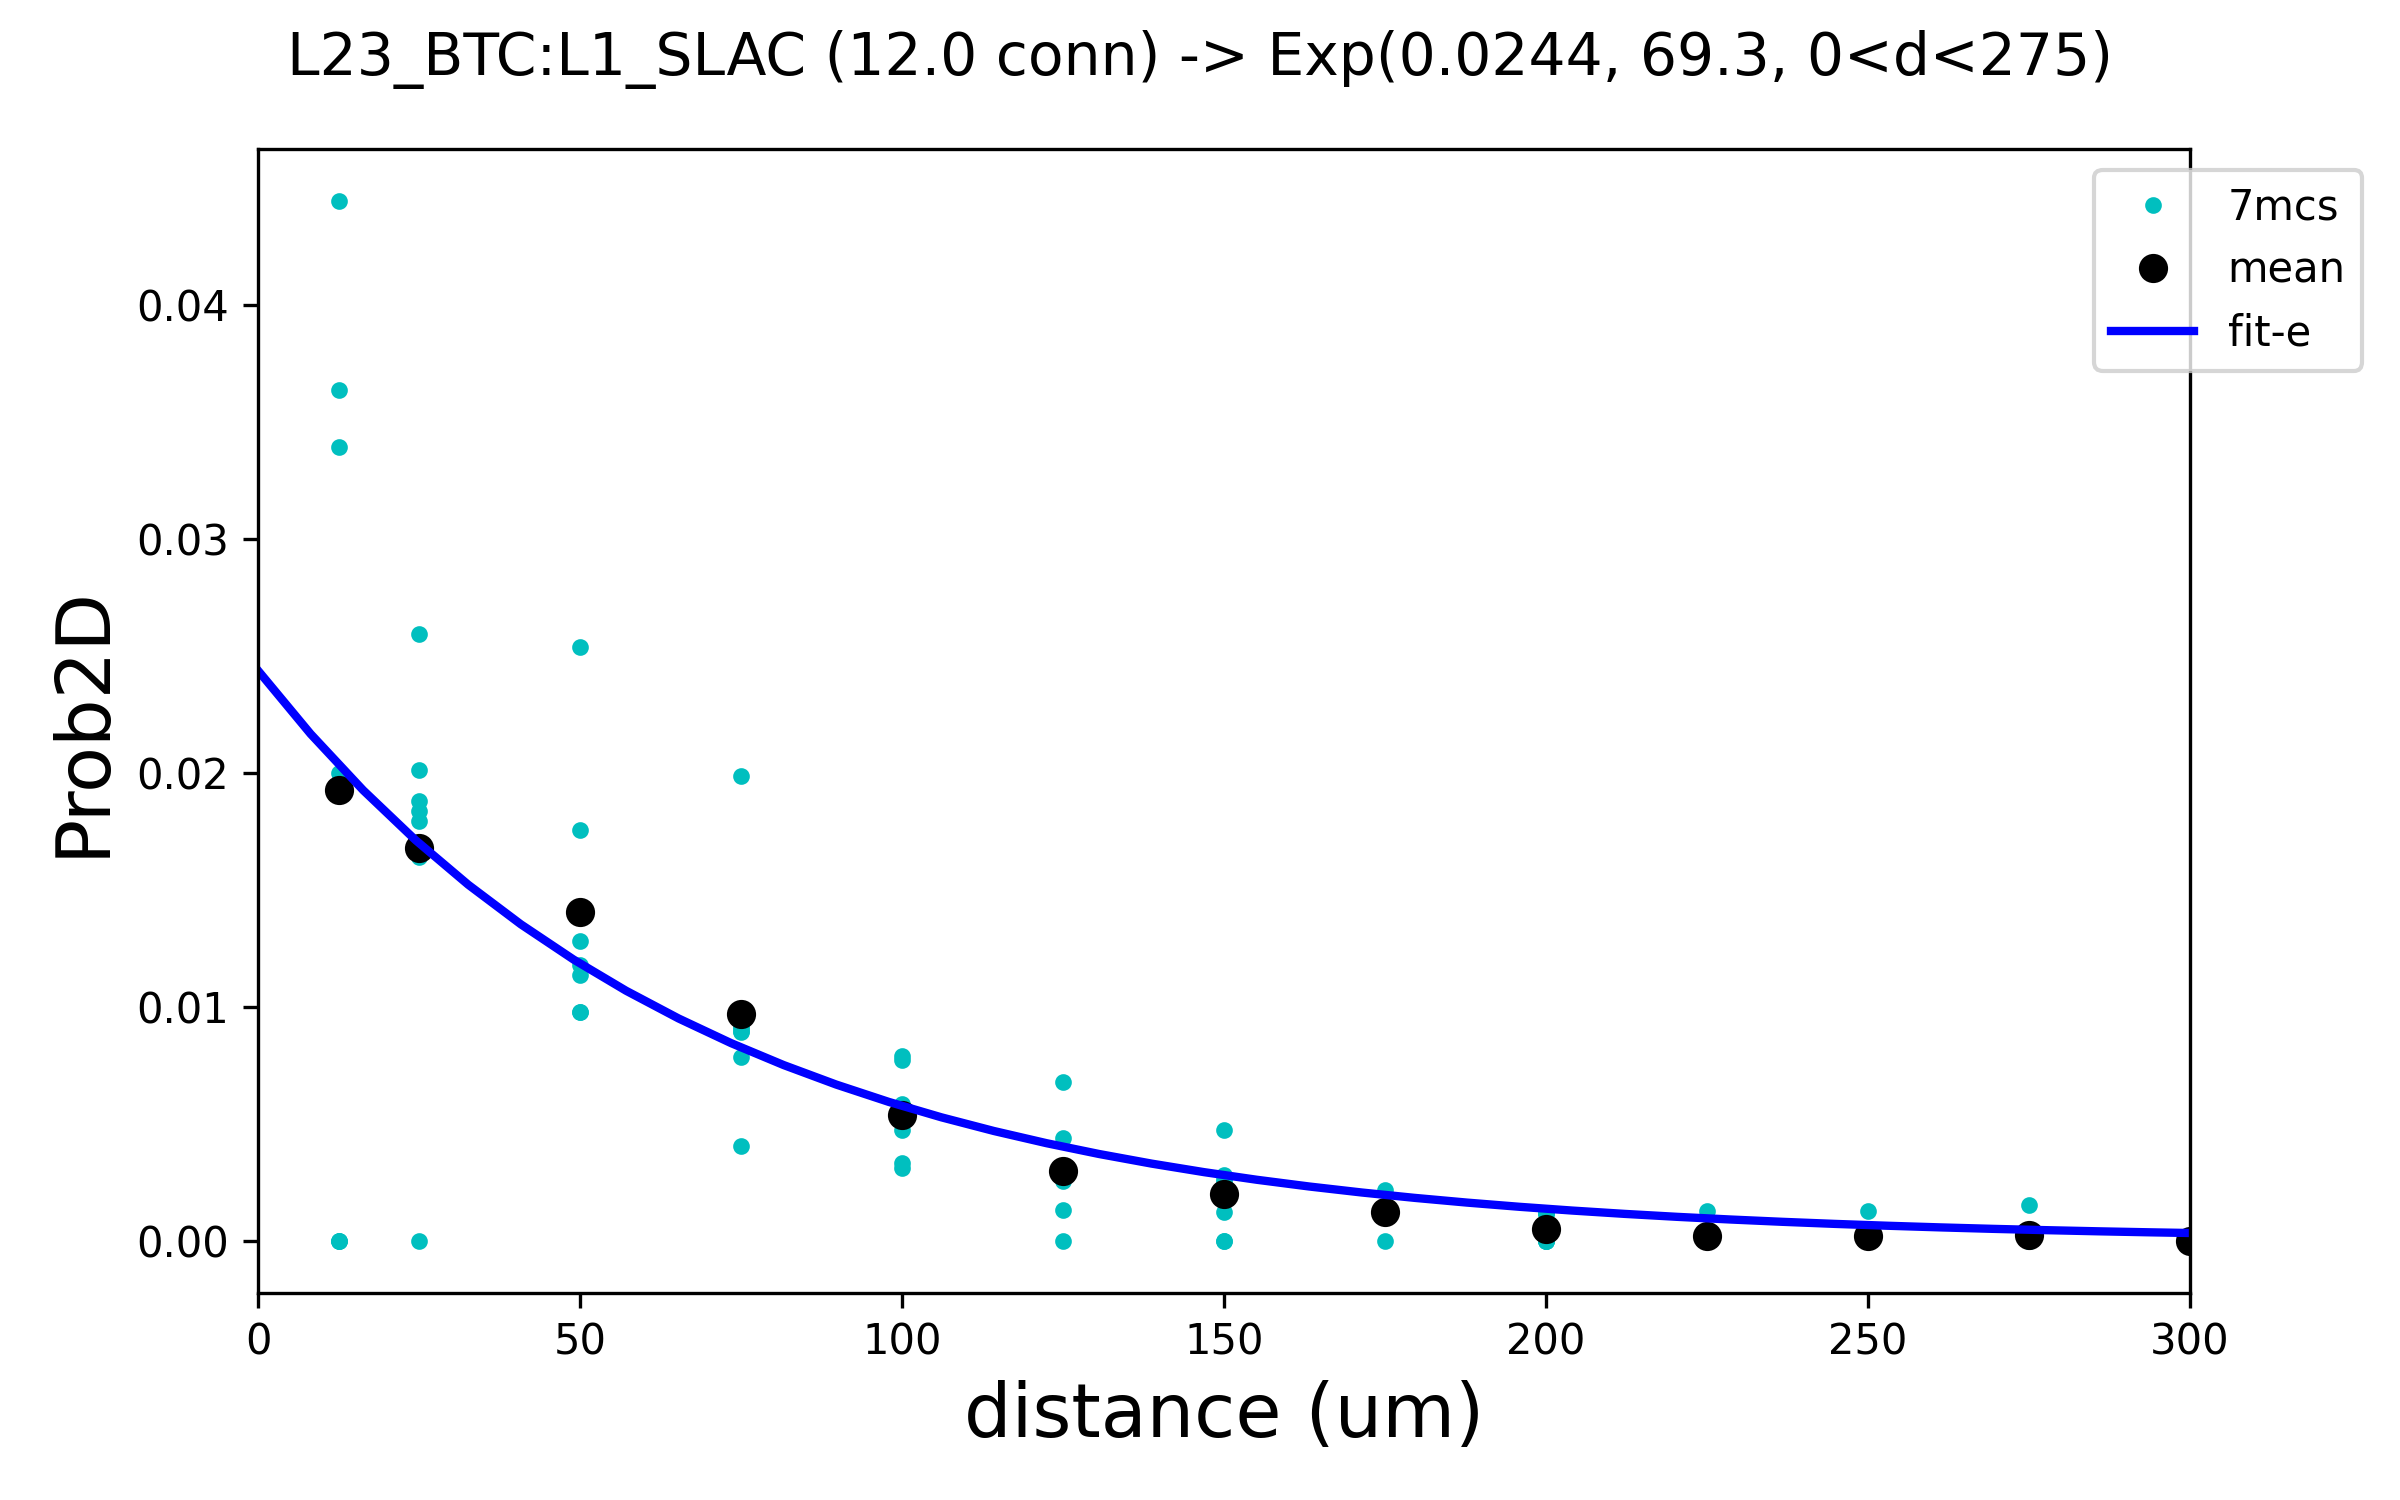 L23_BTC:L1_SLAC (12.0 conn) -> Exp(0.0244, 69.3, 0<d<275)
7mcs
mean
fit-e
0.04
0.03
0.02
0.01
0.00
Prob2D
0 50 100 150 200 250 300
distance (um)